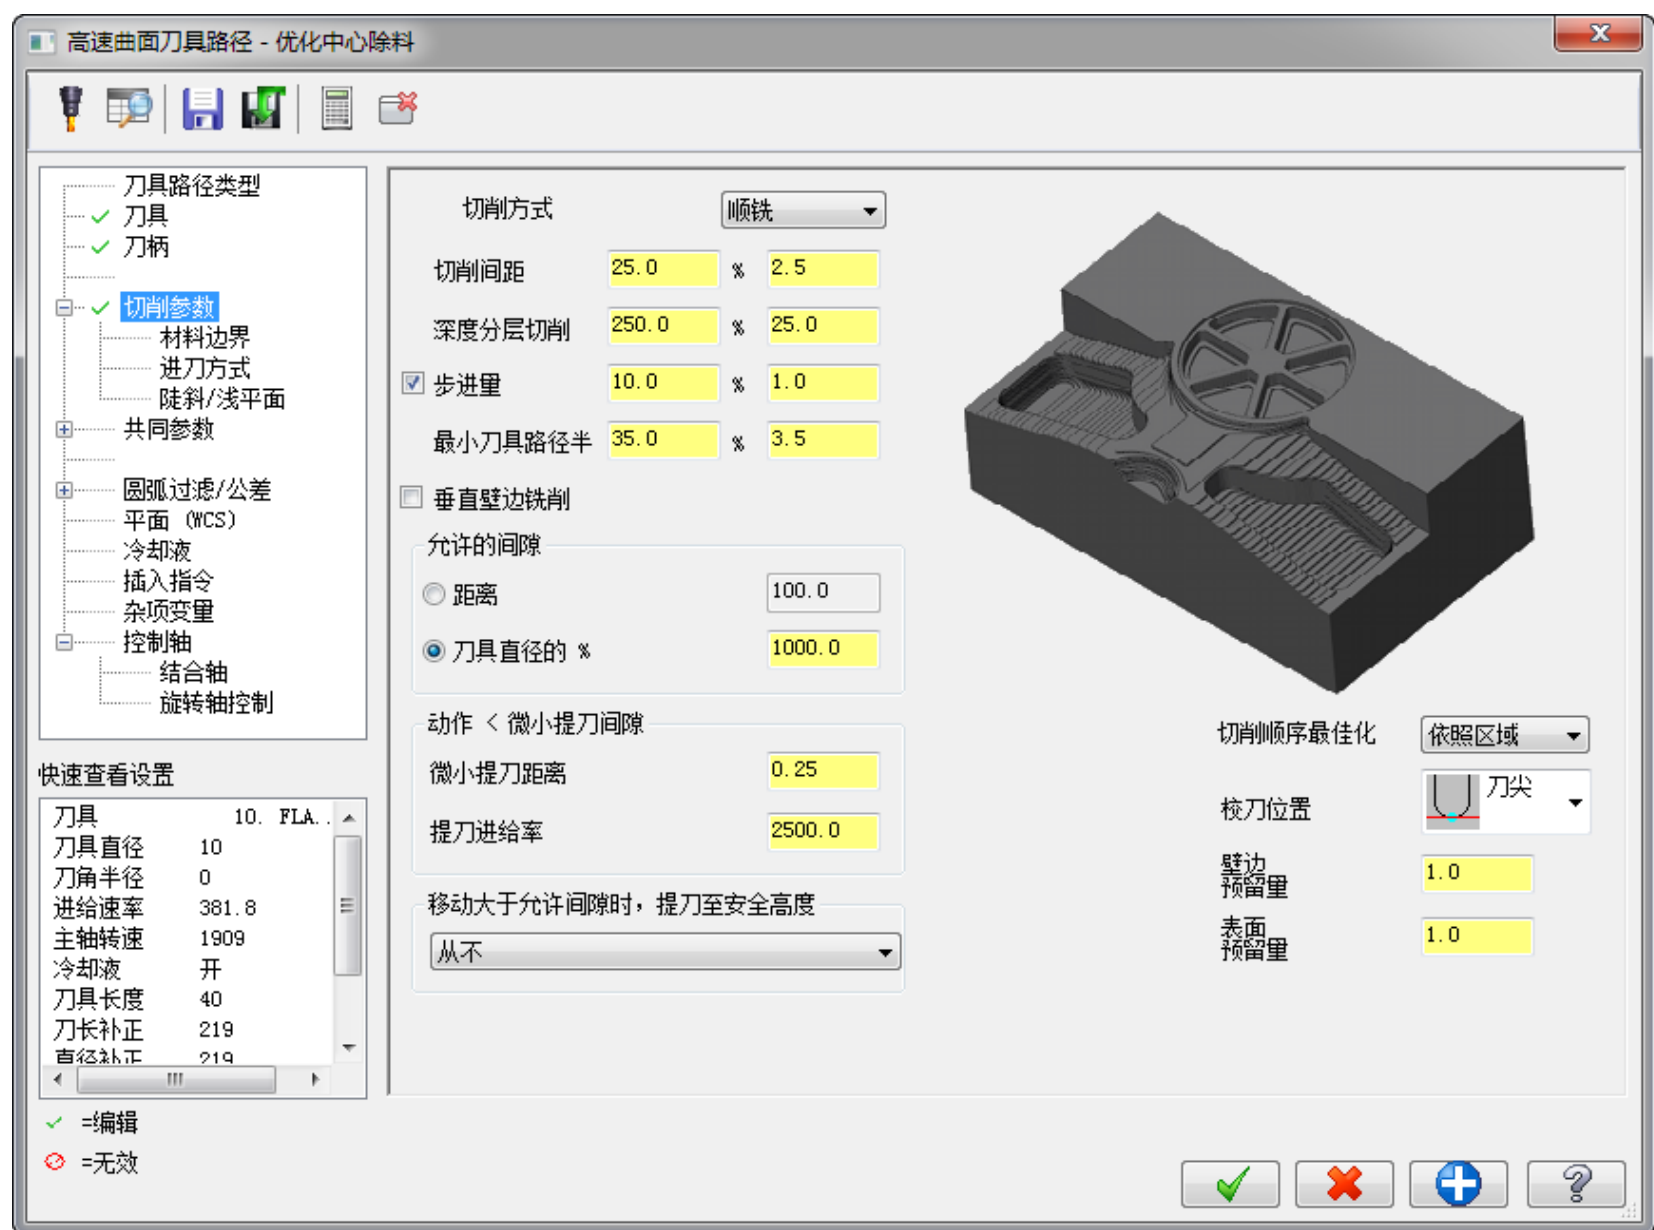 高速曲面刀具路径 - 优化中心除料
刀具路径类型
刀具
刀柄
切削参数
材料边界
进刀方式
陡斜/浅平面
共同参数
圆弧过滤/公差
平面 (WCS)
冷却液
插入指令
杂项变量
控制轴
结合轴
旋转轴控制
快速查看设置
刀具 10. FLA..
刀具直径 10
刀角半径 0
进给速率 381.8
主轴转速 1909
冷却液 开
刀具长度 40
刀长补正 219
直径补正 219
=编辑
=无效
切削方式 顺铣
切削间距 25.0 % 2.5
深度分层切削 250.0 % 25.0
步进量 10.0 % 1.0
最小刀具路径半 35.0 % 3.5
垂直壁边铣削
允许的间隙
距离 100.0
刀具直径的 % 1000.0
动作 < 微小提刀间隙
微小提刀距离 0.25
提刀进给率 2500.0
移动大于允许间隙时，提刀至安全高度
从不
切削顺序最佳化 依照区域
校刀位置 刀尖
壁边
预留量 1.0
表面
预留量 1.0